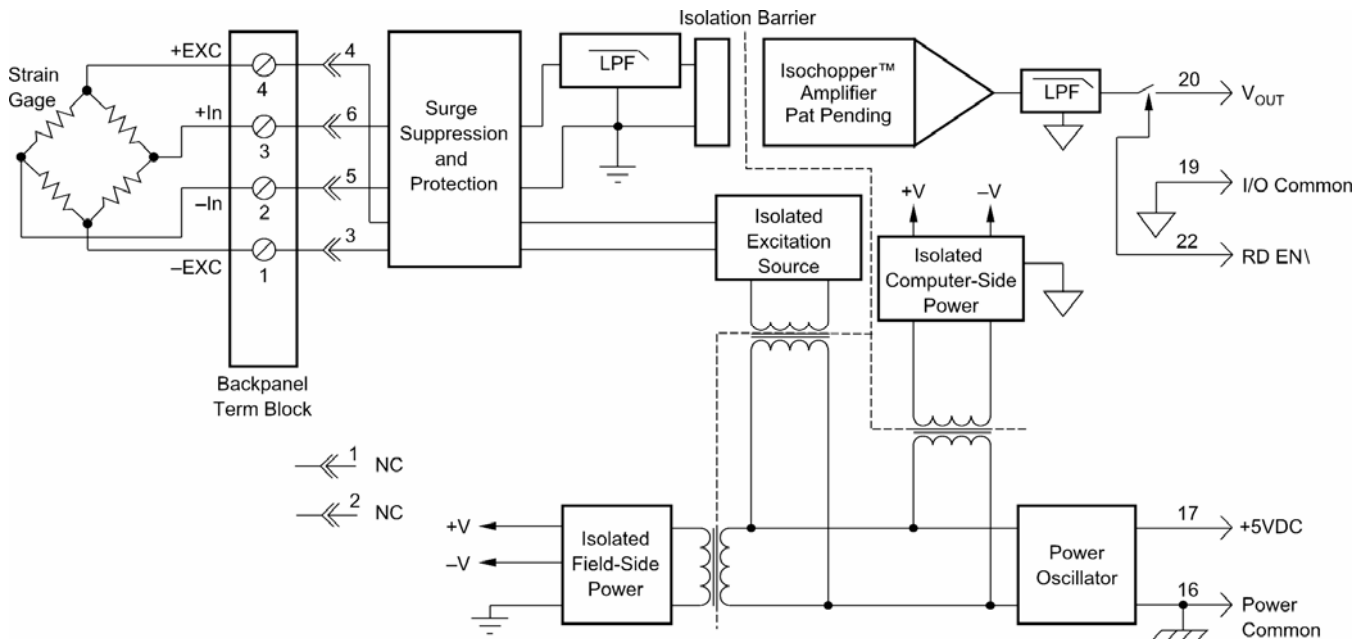 Isolation Barrier
+EXC
4
4
Strain
Gage
+In
6
3
5
–In
2
3
–EXC
1
Backpanel
Term Block
Surge
Suppression
and
Protection
LPF
Isochopper™
Amplifier
Pat Pending
LPF
20
VOUT
19
I/O Common
22
RD EN\
Isolated
Excitation
Source
+V
–V
Isolated
Computer-Side
Power
1
NC
2
NC
+V
–V
Isolated
Field-Side
Power
Power
Oscillator
17
+5VDC
16
Power
Common